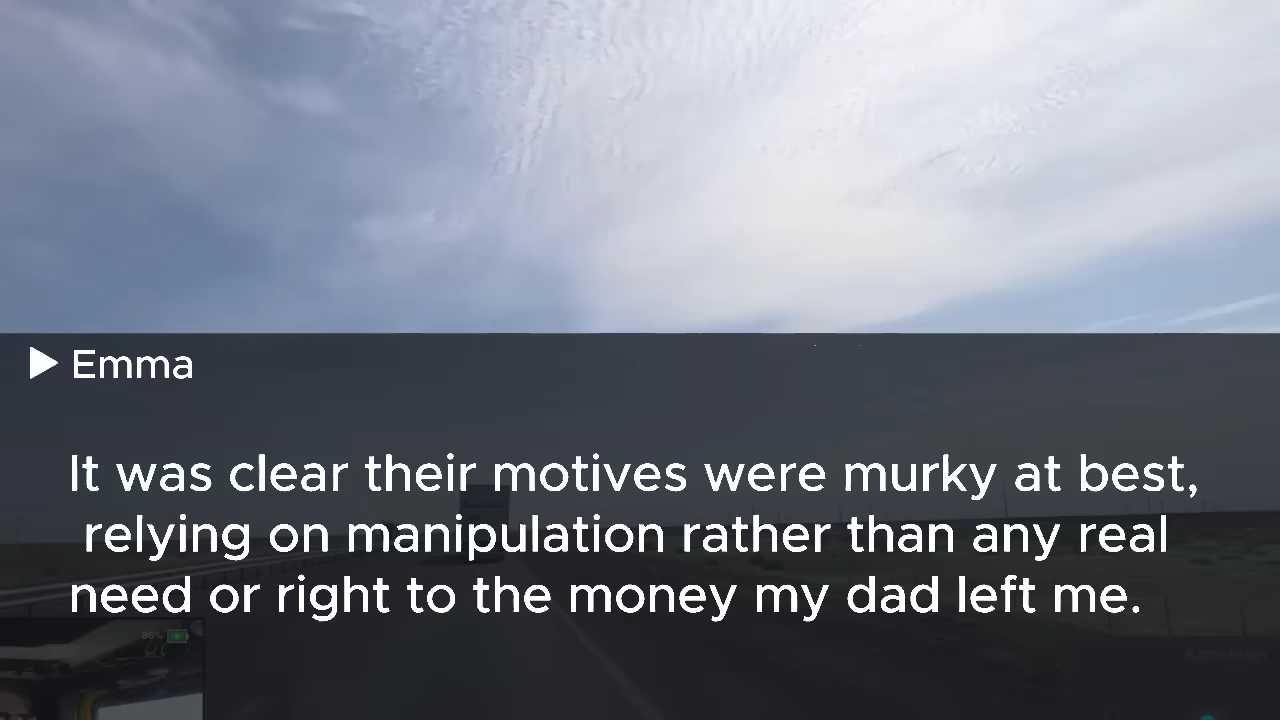 Emma
It was clear their motives were murky at best,
relying on manipulation rather than any real
need or right to the money my dad left me.
86%